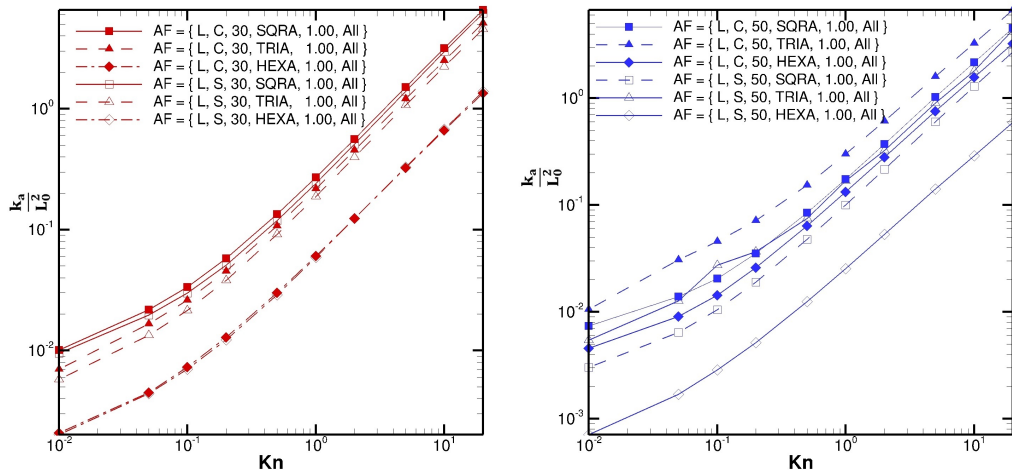 AF = { L, C, 30, SQRA, 1.00, All }
AF = { L, C, 30, TRIA, 1.00, All }
AF = { L, C, 30, HEXA, 1.00, All }
AF = { L, S, 30, SQRA, 1.00, All }
AF = { L, S, 30, TRIA, 1.00, All }
AF = { L, S, 30, HEXA, 1.00, All }
10^0
10^-1
10^-2
k_a / L_0^2
10^-2 10^-1 10^0 10^1
Kn
AF = { L, C, 50, SQRA, 1.00, All }
AF = { L, C, 50, TRIA, 1.00, All }
AF = { L, C, 50, HEXA, 1.00, All }
AF = { L, S, 50, SQRA, 1.00, All }
AF = { L, S, 50, TRIA, 1.00, All }
AF = { L, S, 50, HEXA, 1.00, All }
10^0
10^-1
10^-2
10^-3
k_a / L_0^2
10^-2 10^-1 10^0 10^1
Kn